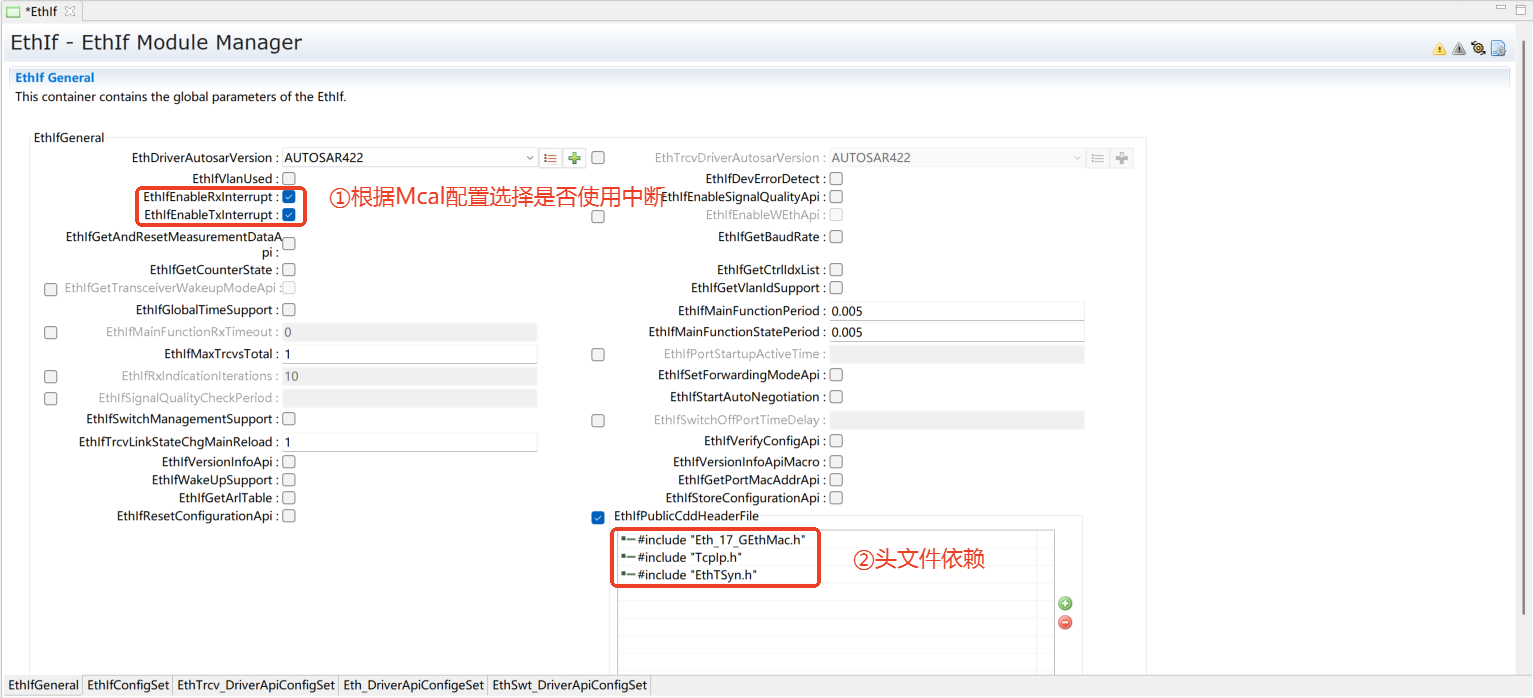 *EthIf
EthIf - EthIf Module Manager
EthIf General
This container contains the global parameters of the EthIf.
EthIfGeneral
EthDriverAutosarVersion : AUTOSAR422
EthTrcvDriverAutosarVersion : AUTOSAR422
EthIfVlanUsed :
EthIfDevErrorDetect :
EthIfEnableRxInterrupt :
①根据Mcal配置选择是否使用中断
EthIfEnableSignalQualityApi :
EthIfEnableTxInterrupt :
EthIfEnableWEthApi :
EthIfGetAndResetMeasurementDataA
pi :
EthIfGetBaudRate :
EthIfGetCounterState :
EthIfGetCtrlIdxList :
EthIfGetTransceiverWakeupModeApi :
EthIfGetVlanIdSupport :
EthIfGlobalTimeSupport :
EthIfMainFunctionPeriod : 0.005
EthIfMainFunctionRxTimeout : 0
EthIfMainFunctionStatePeriod : 0.005
EthIfMaxTrcvsTotal : 1
EthIfPortStartupActiveTime :
EthIfRxIndicationIterations : 10
EthIfSetForwardingModeApi :
EthIfSignalQualityCheckPeriod :
EthIfStartAutoNegotiation :
EthIfSwitchManagementSupport :
EthIfSwitchOffPortTimeDelay :
EthIfTrcvLinkStateChgMainReload : 1
EthIfVerifyConfigApi :
EthIfVersionInfoApi :
EthIfVersionInfoApiMacro :
EthIfWakeUpSupport :
EthIfGetPortMacAddrApi :
EthIfGetArlTable :
EthIfStoreConfigurationApi :
EthIfResetConfigurationApi :
EthIfPublicCddHeaderFile
#include "Eth_17_GEthMac.h"
#include "TcpIp.h"
#include "EthTSyn.h"
②头文件依赖
EthIfGeneral EthIfConfigSet EthTrcv_DriverApiConfigSet Eth_DriverApiConfigeSet EthSwt_DriverApiConfigSet